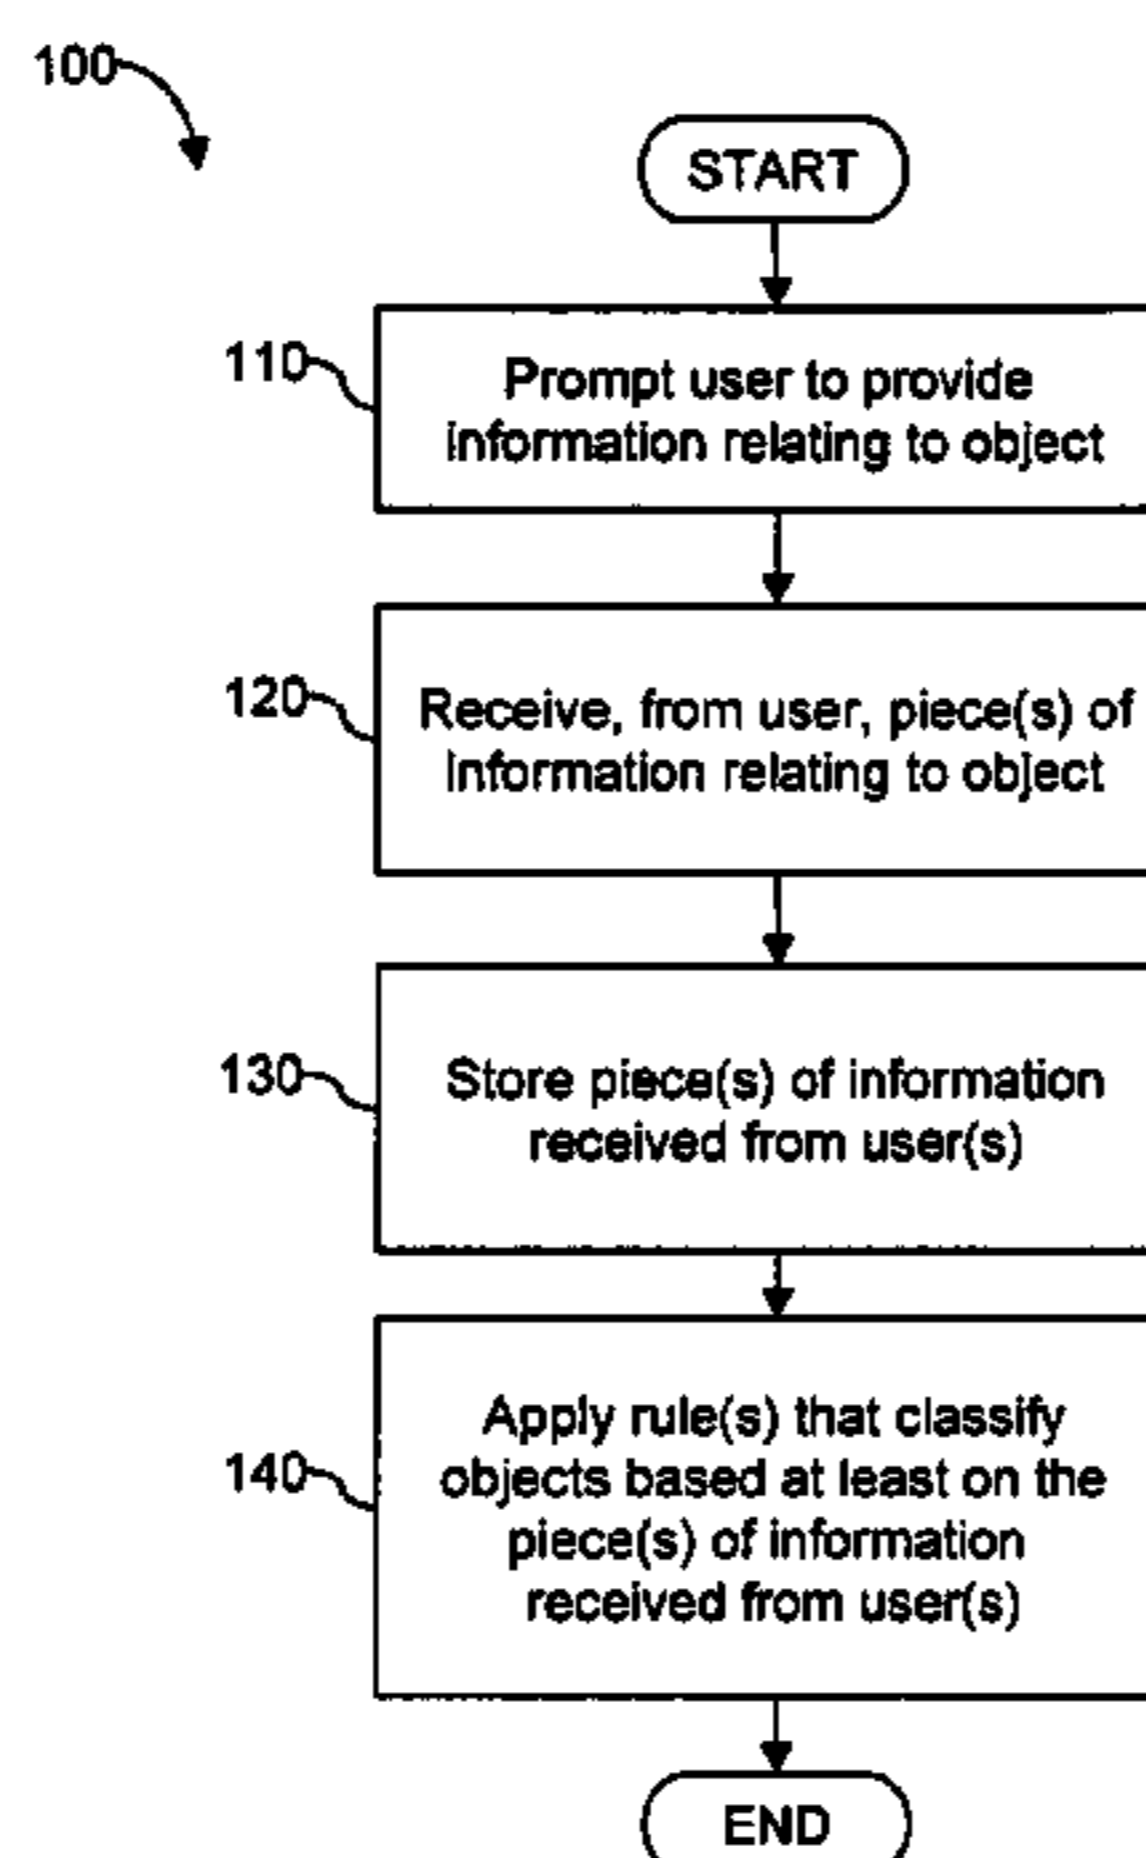 100
START
110
Prompt user to provide
information relating to object
120
Receive, from user, piece(s) of
information relating to object
130
Store piece(s) of information
received from user(s)
140
Apply rule(s) that classify
objects based at least on the
piece(s) of information
received from user(s)
END